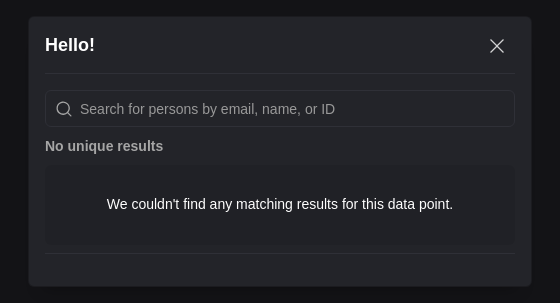 Hello!
Search for persons by email, name, or ID
No unique results
We couldn't find any matching results for this data point.